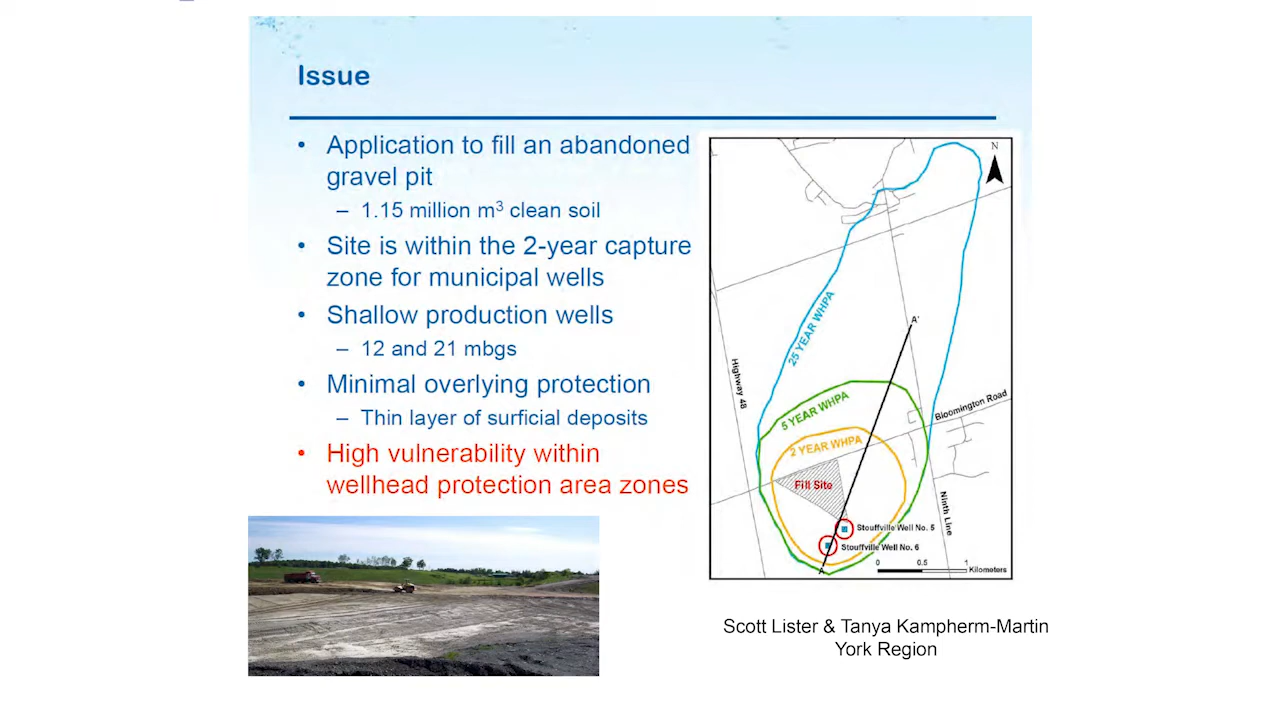 Issue
• Application to fill an abandoned
gravel pit
– 1.15 million m³ clean soil
• Site is within the 2-year capture
zone for municipal wells
• Shallow production wells
– 12 and 21 mbgs
• Minimal overlying protection
– Thin layer of surficial deposits
• High vulnerability within
wellhead protection area zones
N
25 YEAR WHPA
A'
Highway 48
5 YEAR WHPA
Bloomington Road
2 YEAR WHPA
Fill Site
Ninth Line
Stouffville Well No. 5
Stouffville Well No. 6
A
0 0.5 1
Kilometers
Scott Lister & Tanya Kampherm-Martin
York Region